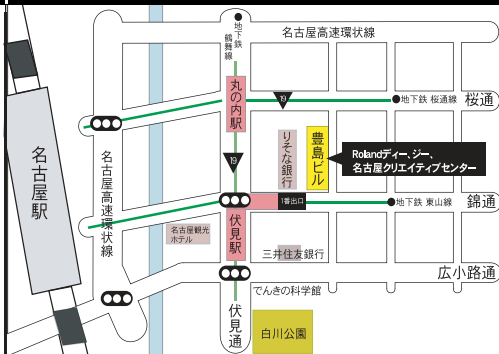 地下鉄
鶴舞線
名古屋高速環状線
丸の内駅
19
地下鉄 桜通線
桜通
りそな銀行
豊島ビル
Rolandディー.ジー.
名古屋クリエイティブセンター
19
名古屋駅
名古屋高速環状線
1番出口
地下鉄 東山線
錦通
名古屋観光
ホテル
伏見駅
三井住友銀行
広小路通
でんきの科学館
伏見通
白川公園